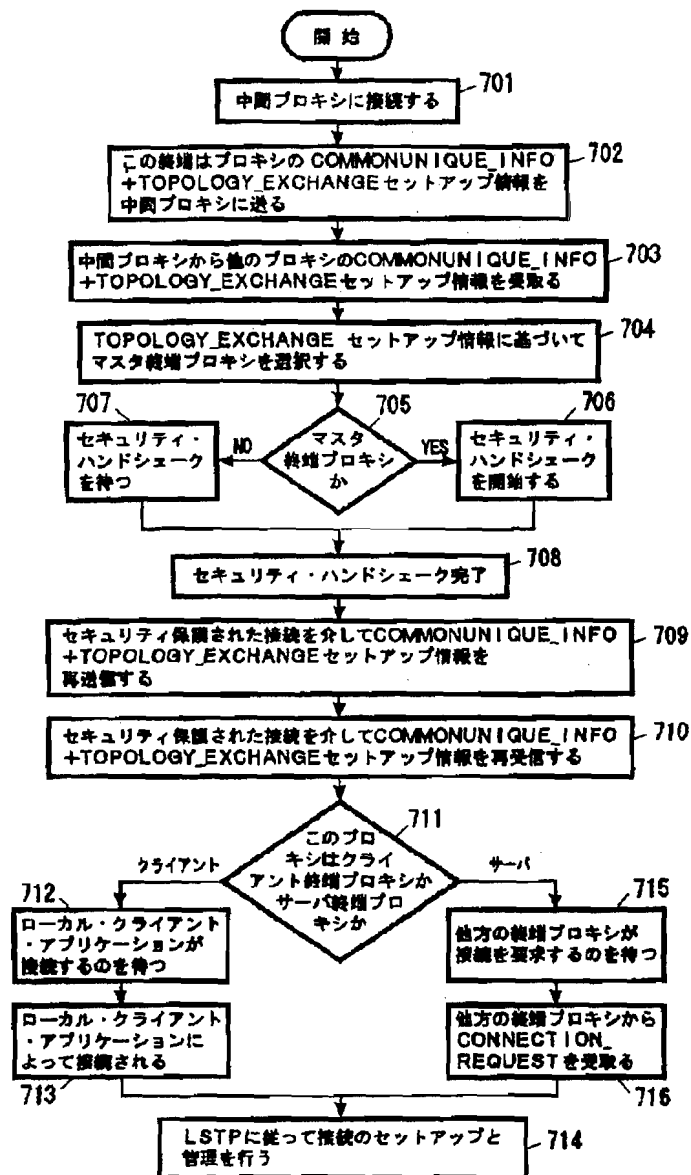 開始
中間プロキシに接続する
701
この終端はプロキシの COMMONUNIQUE_INFO
+TOPOLOGY_EXCHANGEセットアップ情報を
中間プロキシに送る
702
中間プロキシから他のプロキシのCOMMONUNIQUE_INFO
+TOPOLOGY_EXCHANGEセットアップ情報を受取る
703
TOPOLOGY_EXCHANGE セットアップ情報に基づいて
マスタ終端プロキシを選択する
704
707
705
706
セキュリティ・
ハンドシェーク
を待つ
NO
マスタ
終端プロキシ
か
YES
セキュリティ・
ハンドシェーク
を開始する
セキュリティ・ハンドシェーク完了
708
セキュリティ保護された接続を介してCOMMONUNIQUE_INFO
+TOPOLOGY_EXCHANGEセットアップ情報を
再送信する
709
セキュリティ保護された接続を介してCOMMONUNIQUE_INFO
+TOPOLOGY_EXCHANGEセットアップ情報を再受信する
710
711
このプロ
キシはクライ
アント終端プロキシか
サーバ終端プロ
キシか
クライアント
サーバ
712
ローカル・クライアント
・アプリケーションが
接続するのを待つ
715
他方の終端プロキシが
接続を要求するのを待つ
ローカル・クライアント
・アプリケーションに
よって接続される
713
他方の終端プロキシから
CONNECTION_
REQUESTを受取る
716
LSTPに従って接続のセットアップと
管理を行う
714